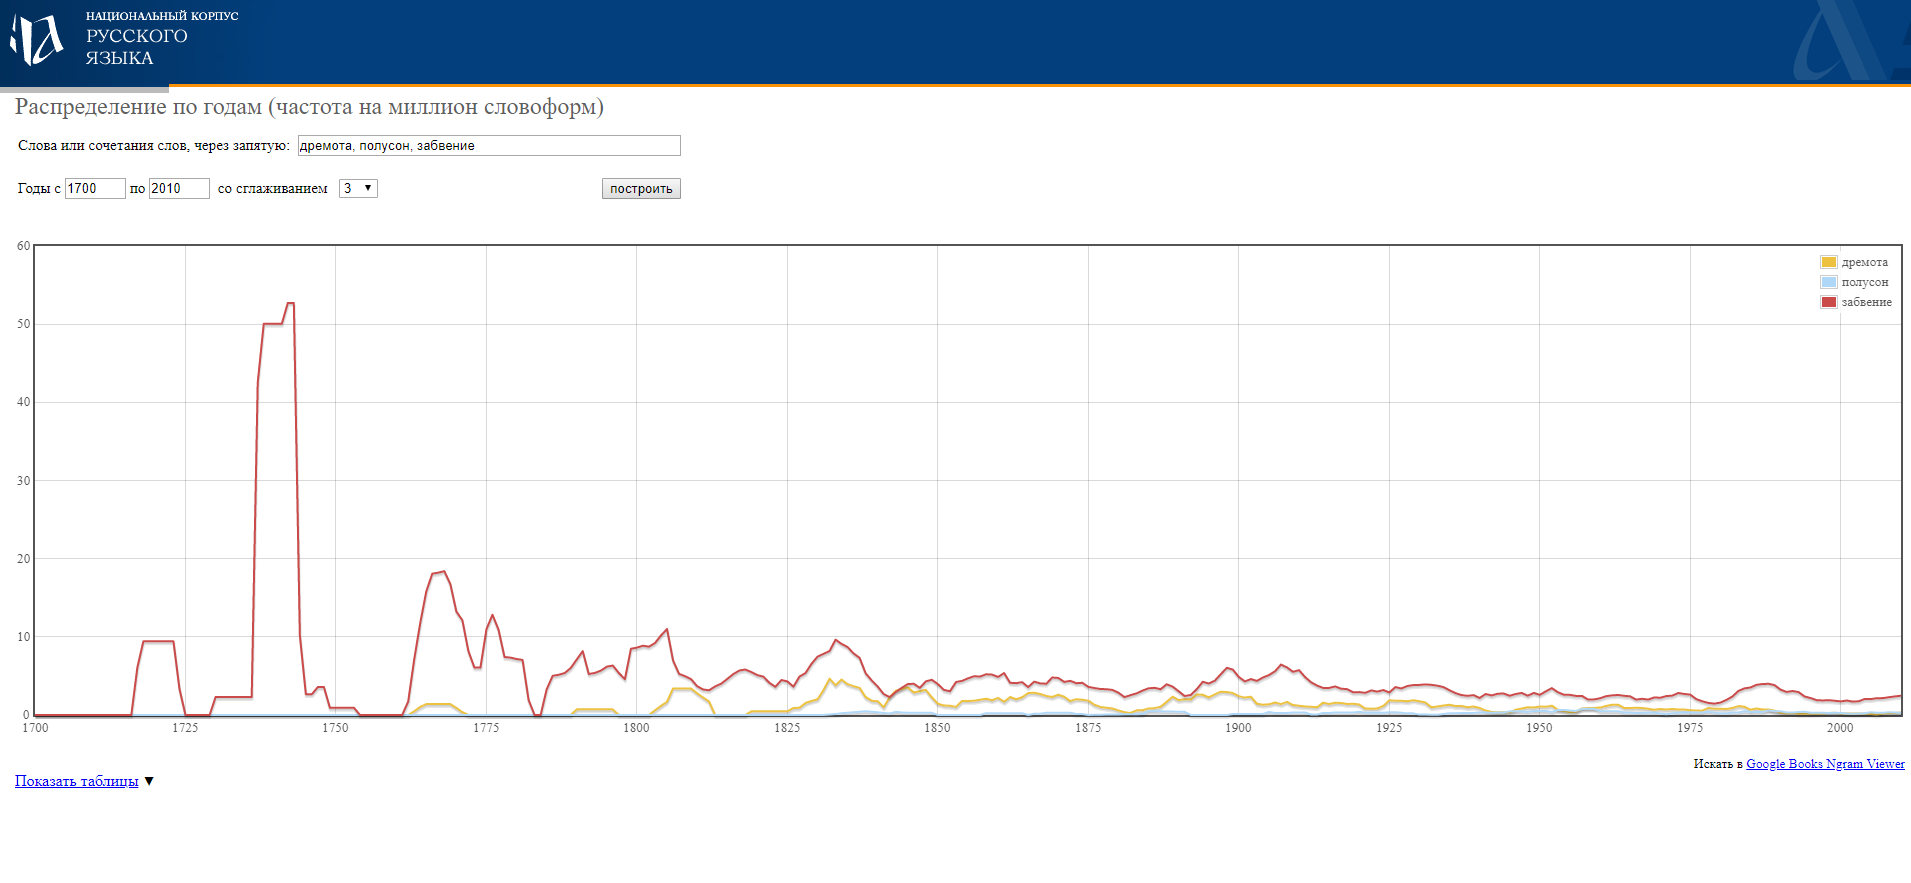 НАЦИОНАЛЬНЫЙ КОРПУС
РУССКОГО
ЯЗЫКА
Распределение по годам (частота на миллион словоформ)
Слова или сочетания слов, через запятую: дремота, полусон, забвение
Годы с 1700 по 2010 со сглаживанием 3 ▼ построить
60
50
40
30
20
10
0
дремота
полусон
забвение
1700 1725 1750 1775 1800 1825 1850 1875 1900 1925 1950 1975 2000
Искать в Google Books Ngram Viewer
Показать таблицы ▼